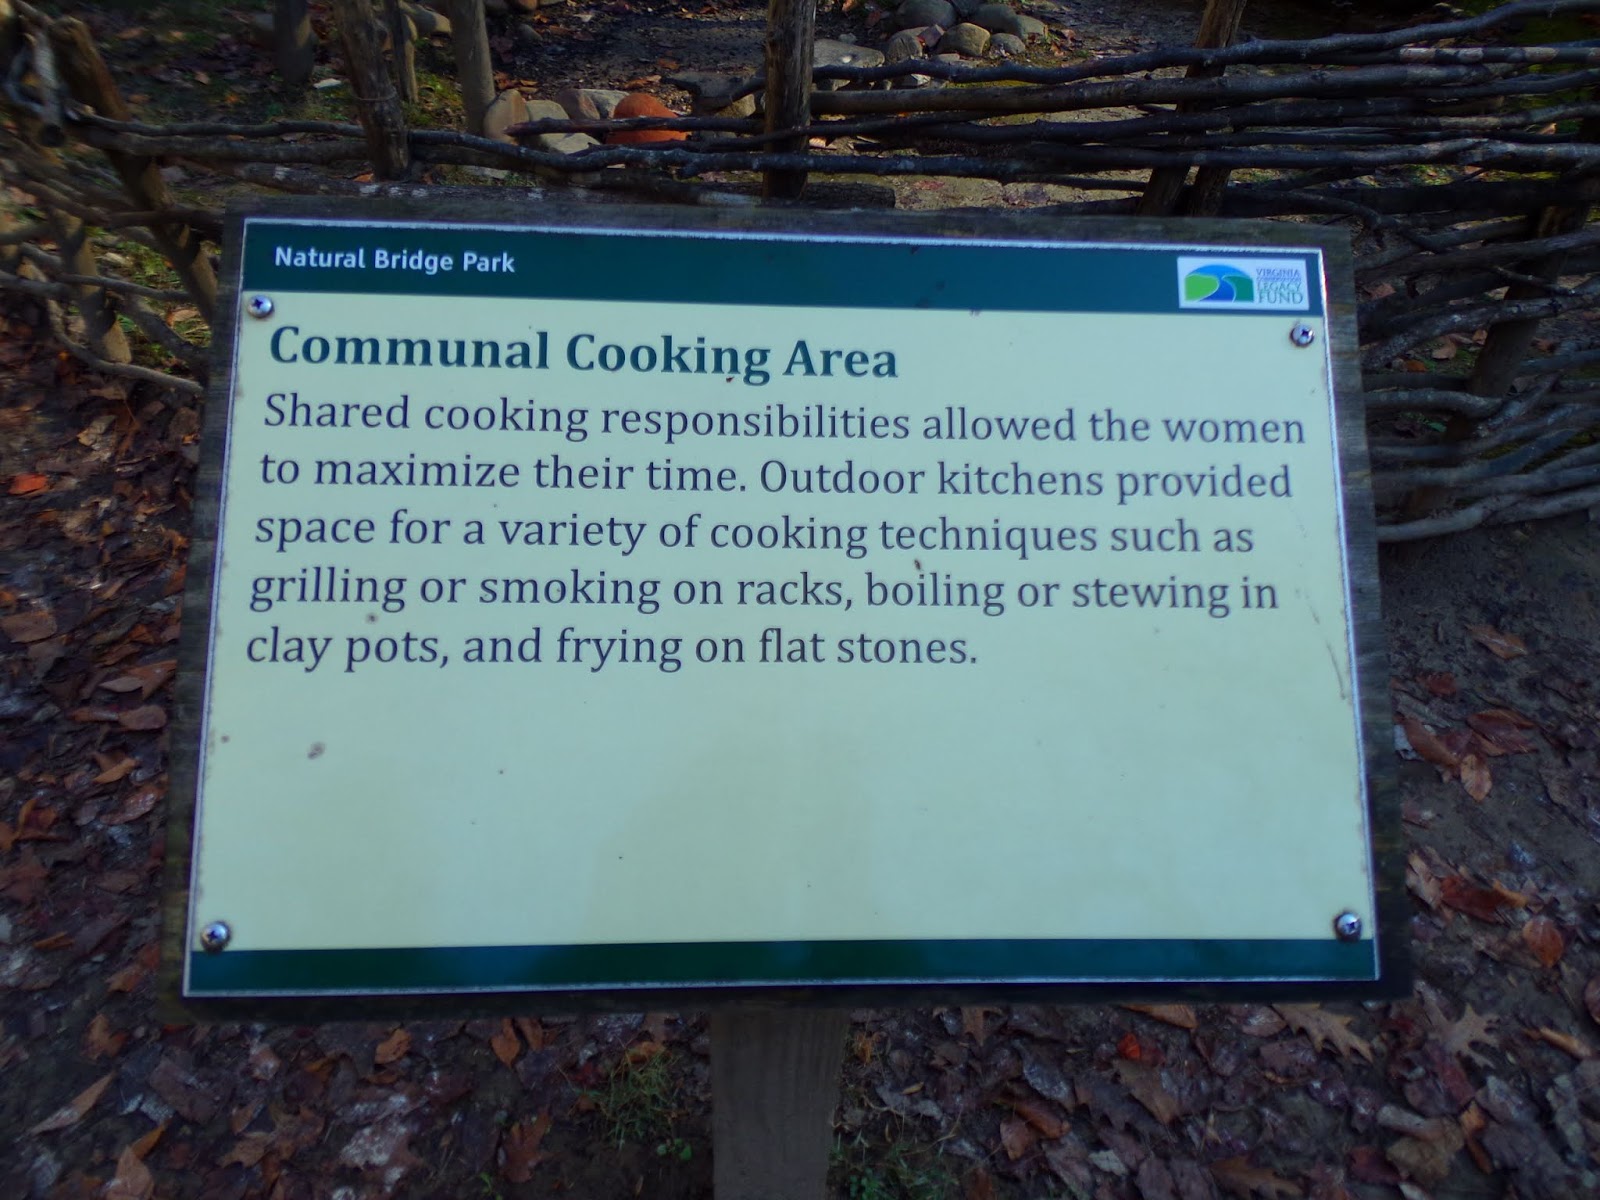 Natural Bridge Park
VIRGINIA
LEGACY
FUND
Communal Cooking Area
Shared cooking responsibilities allowed the women
to maximize their time. Outdoor kitchens provided
space for a variety of cooking techniques such as
grilling or smoking on racks, boiling or stewing in
clay pots, and frying on flat stones.